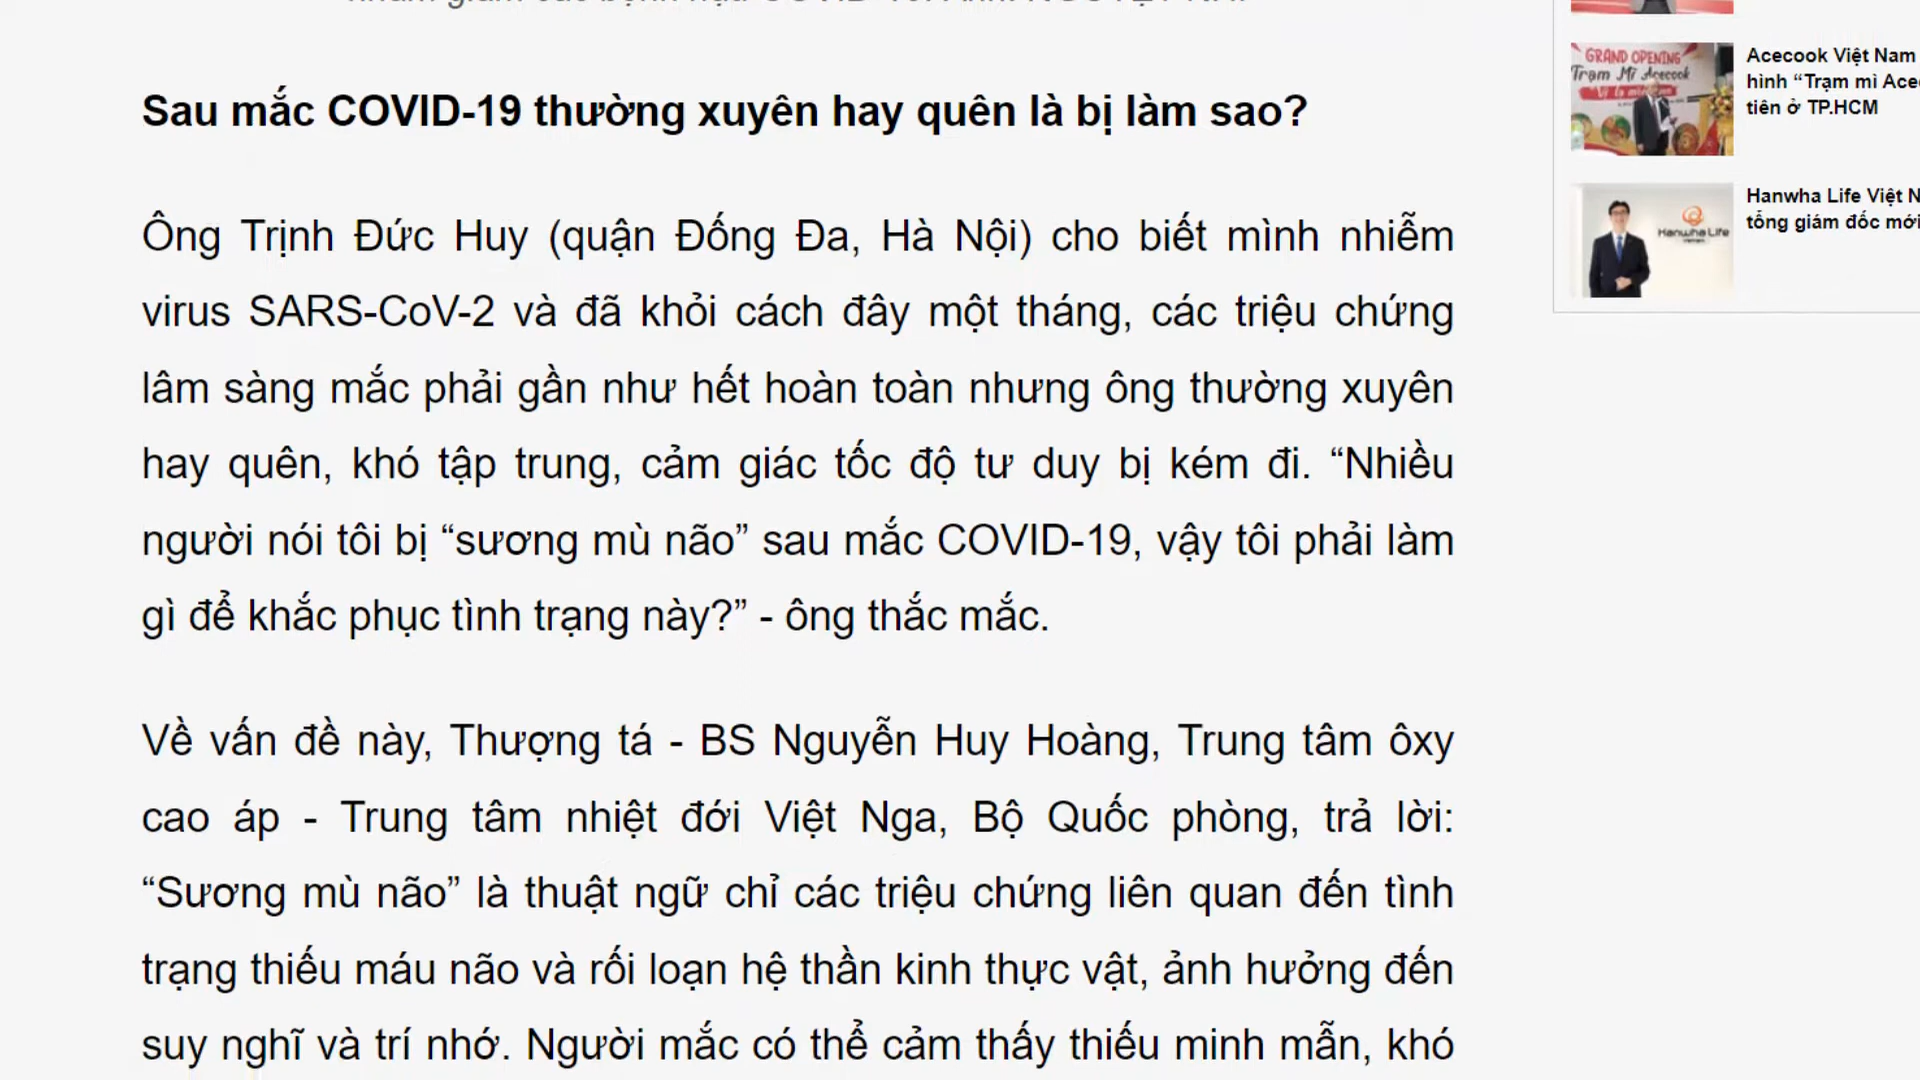 Sau mắc COVID-19 thường xuyên hay quên là bị làm sao?
Ông Trịnh Đức Huy (quận Đống Đa, Hà Nội) cho biết mình nhiễm
virus SARS-CoV-2 và đã khỏi cách đây một tháng, các triệu chứng
lâm sàng mắc phải gần như hết hoàn toàn nhưng ông thường xuyên
hay quên, khó tập trung, cảm giác tốc độ tư duy bị kém đi. “Nhiều
người nói tôi bị “sương mù não” sau mắc COVID-19, vậy tôi phải làm
gì để khắc phục tình trạng này?” - ông thắc mắc.
Về vấn đề này, Thượng tá - BS Nguyễn Huy Hoàng, Trung tâm ôxy
cao áp - Trung tâm nhiệt đới Việt Nga, Bộ Quốc phòng, trả lời:
“Sương mù não” là thuật ngữ chỉ các triệu chứng liên quan đến tình
trạng thiếu máu não và rối loạn hệ thần kinh thực vật, ảnh hưởng đến
suy nghĩ và trí nhớ. Người mắc có thể cảm thấy thiếu minh mẫn, khó
GRAND OPENING
Trạm Mì Acecook
Acecook Việt Nam
hình “Trạm mì Ace
tiên ở TP.HCM
Hanwha Life
Vietnam
Hanwha Life Việt N
tổng giám đốc mới